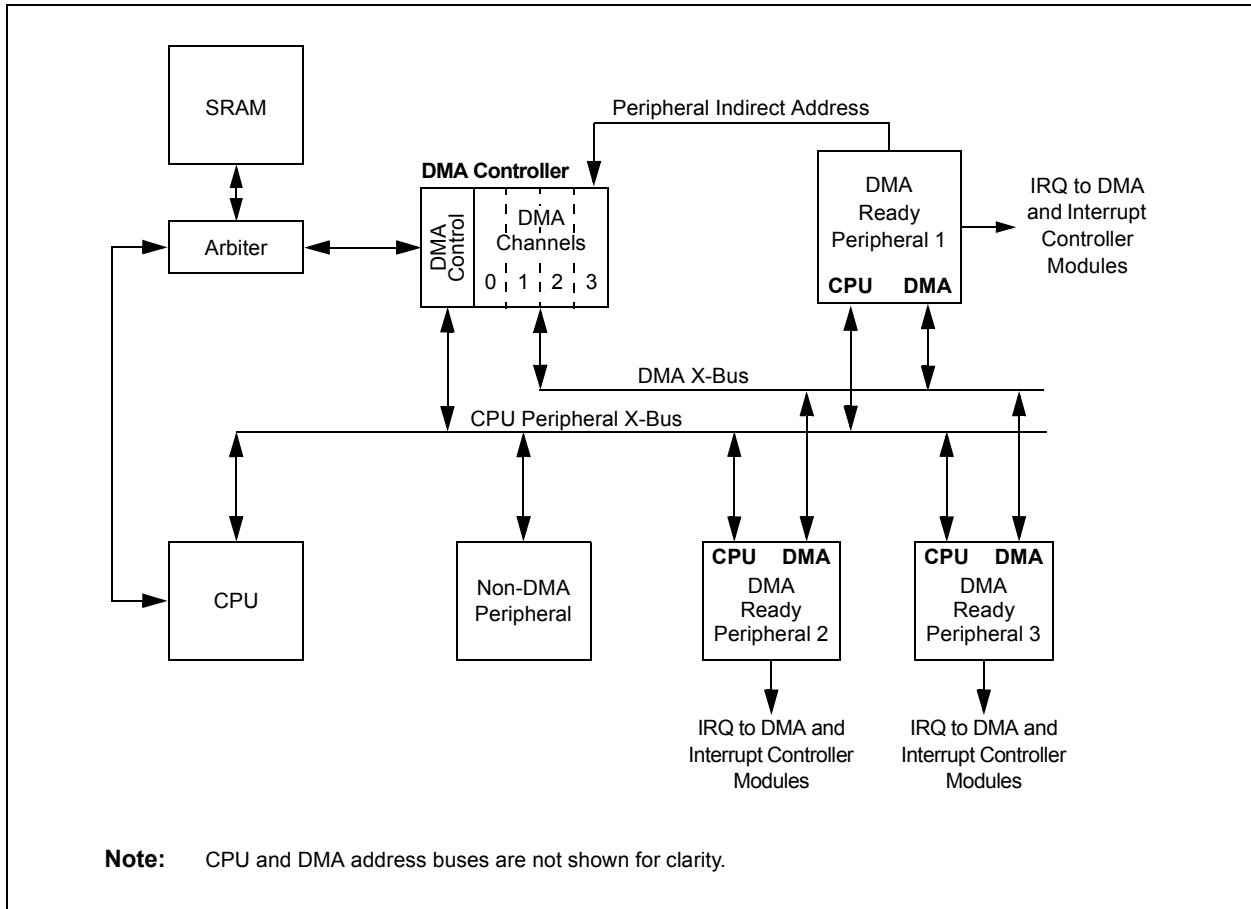 SRAM
Peripheral Indirect Address
DMA Controller
DMA
Ready
Peripheral 1
CPU DMA
IRQ to DMA
and Interrupt
Controller
Modules
Arbiter
DMA
Control
DMA
Channels
0 1 2 3
DMA X-Bus
CPU Peripheral X-Bus
CPU
Non-DMA
Peripheral
CPU DMA
DMA
Ready
Peripheral 2
CPU DMA
DMA
Ready
Peripheral 3
IRQ to DMA and
Interrupt Controller
Modules
IRQ to DMA and
Interrupt Controller
Modules
Note: CPU and DMA address buses are not shown for clarity.